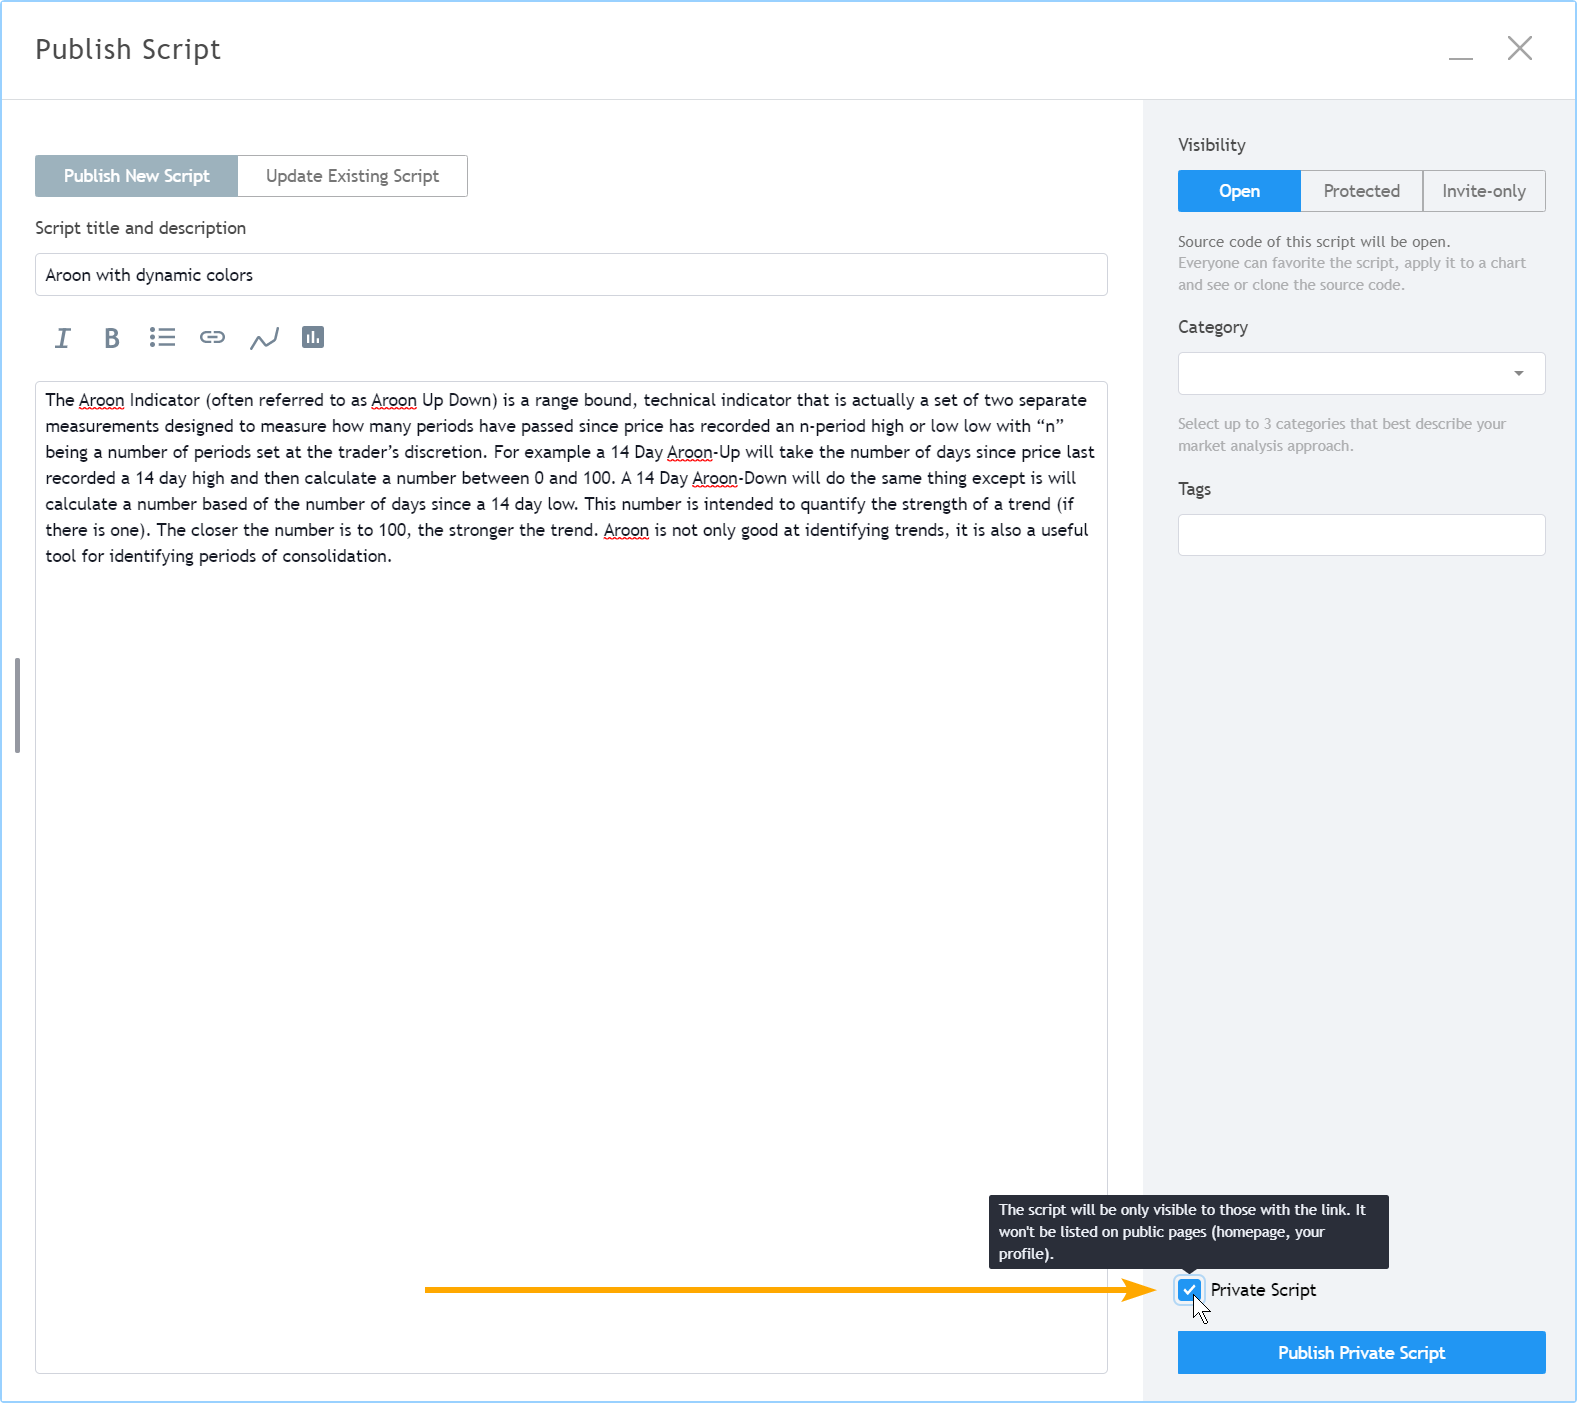 Publish Script
Publish New Script
Update Existing Script
Script title and description
Aroon with dynamic colors
I B
The Aroon Indicator (often referred to as Aroon Up Down) is a range bound, technical indicator that is actually a set of two separate
measurements designed to measure how many periods have passed since price has recorded an n-period high or low low with “n”
being a number of periods set at the trader’s discretion. For example a 14 Day Aroon-Up will take the number of days since price last
recorded a 14 day high and then calculate a number between 0 and 100. A 14 Day Aroon-Down will do the same thing except is will
calculate a number based of the number of days since a 14 day low. This number is intended to quantify the strength of a trend (if
there is one). The closer the number is to 100, the stronger the trend. Aroon is not only good at identifying trends, it is also a useful
tool for identifying periods of consolidation.
Visibility
Open
Protected
Invite-only
Source code of this script will be open.
Everyone can favorite the script, apply it to a chart
and see or clone the source code.
Category
Select up to 3 categories that best describe your
market analysis approach.
Tags
The script will be only visible to those with the link. It
won't be listed on public pages (homepage, your
profile).
Private Script
Publish Private Script